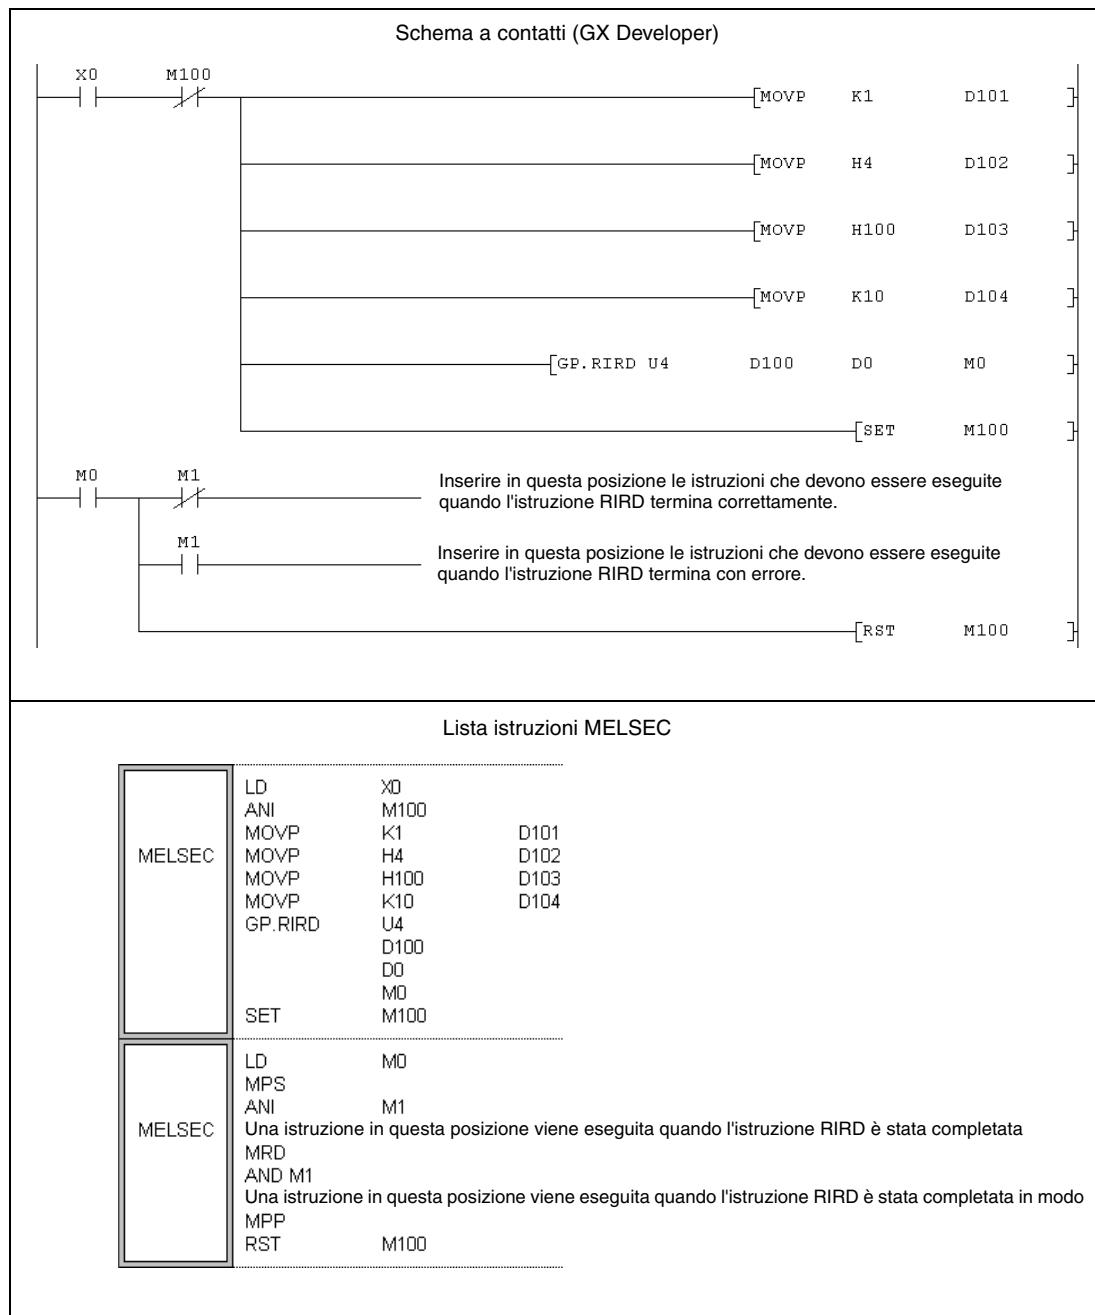 Schema a contatti (GX Developer)
X0 M100
MOVP K1 D101
MOVP H4 D102
MOVP H100 D103
MOVP K10 D104
GP.RIRD U4 D100 D0 M0
SET M100
M0 M1
Inserire in questa posizione le istruzioni che devono essere eseguite
quando l'istruzione RIRD termina correttamente.
M1
Inserire in questa posizione le istruzioni che devono essere eseguite
quando l'istruzione RIRD termina con errore.
RST M100
Lista istruzioni MELSEC
MELSEC
LD X0
ANI M100
MOVP K1 D101
MOVP H4 D102
MOVP H100 D103
MOVP K10 D104
GP.RIRD U4
D100
D0
M0
SET M100
MELSEC
LD M0
MPS
ANI M1
Una istruzione in questa posizione viene eseguita quando l'istruzione RIRD è stata completata
MRD
AND M1
Una istruzione in questa posizione viene eseguita quando l'istruzione RIRD è stata completata in modo
MPP
RST M100